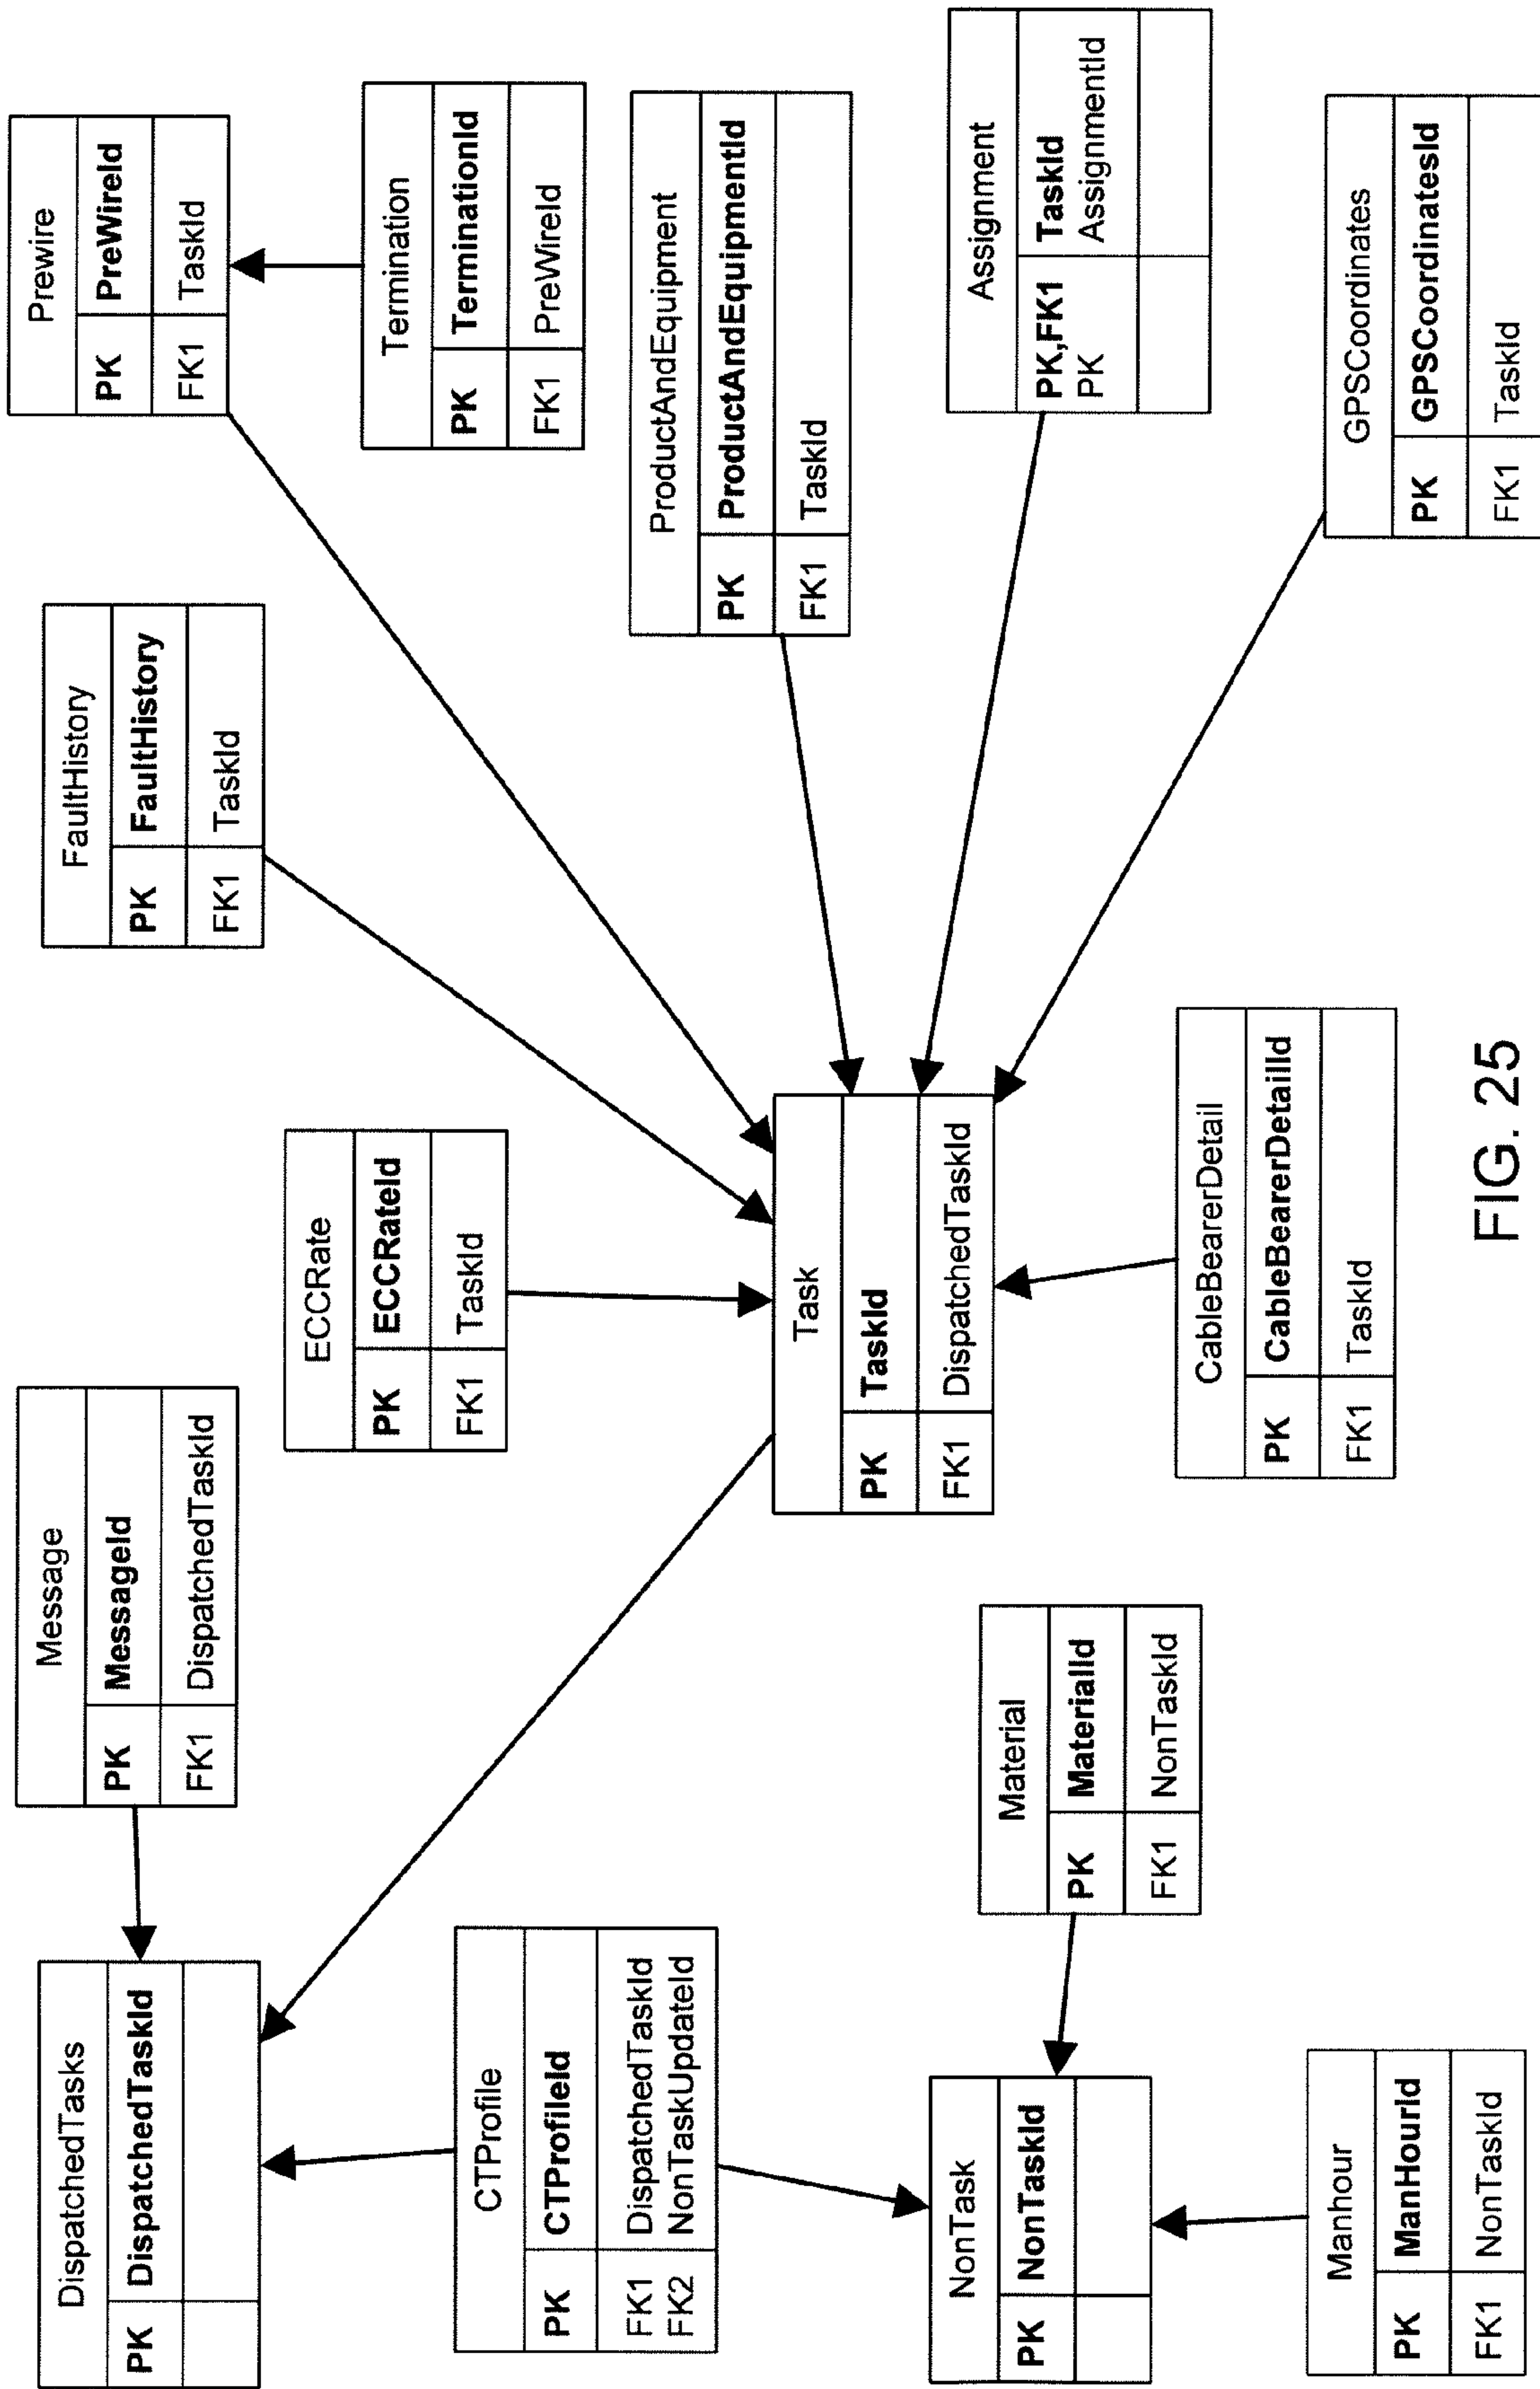 DispatchedTasks
PK DispatchedTaskId
Message
PK MessageId
FK1 DispatchedTaskId
FaultHistory
PK FaultHistory
FK1 TaskId
Prewire
PK PreWireId
FK1 TaskId
CTProfile
PK CTProfileId
FK1 DispatchedTaskId
FK2 NonTaskUpdateId
ECCRate
PK ECCRateId
FK1 TaskId
Termination
PK TerminationId
FK1 PreWireId
ProductAndEquipment
PK ProductAndEquipmentId
FK1 TaskId
Task
PK TaskId
FK1 DispatchedTaskId
NonTask
PK NonTaskId
Material
PK MaterialId
FK1 NonTaskId
Assignment
PK,FK1 TaskId
PK AssignmentId
CableBearerDetail
PK CableBearerDetailId
FK1 TaskId
Manhour
PK ManHourId
FK1 NonTaskId
GPSCoordinates
PK GPSCoordinatesId
FK1 TaskId
FIG. 25